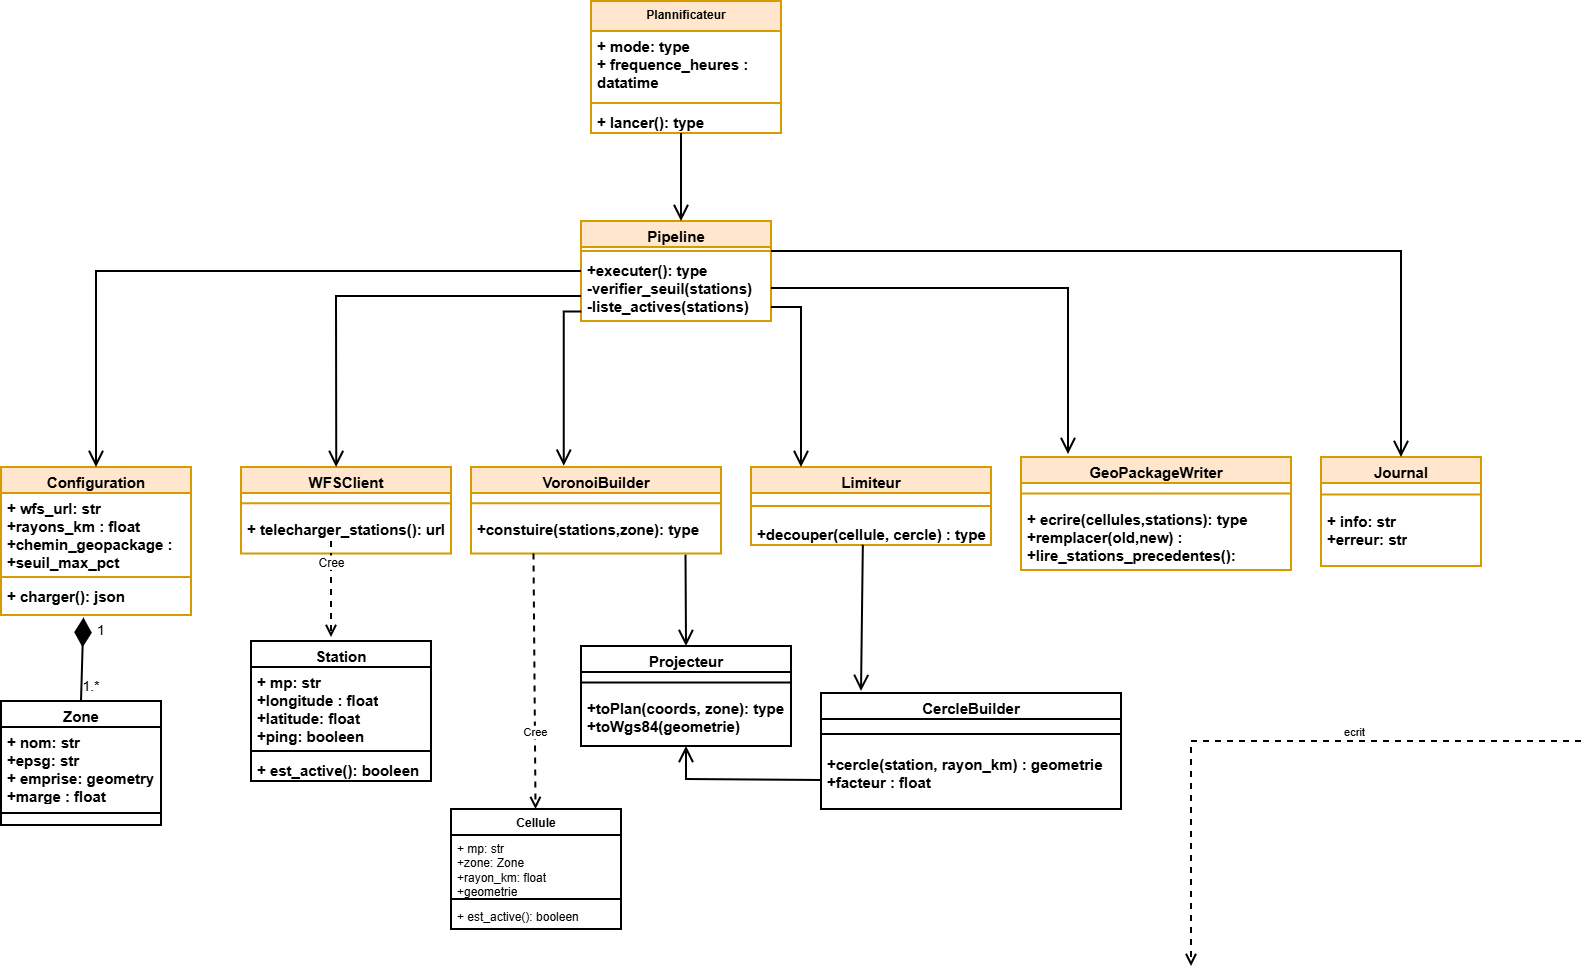 Plannificateur
+ mode: type
+ frequence_heures :
datatime
+ lancer(): type
Pipeline
+executer(): type
-verifier_seuil(stations)
-liste_actives(stations)
Configuration
+ wfs_url: str
+rayons_km : float
+chemin_geopackage :
+seuil_max_pct
+ charger(): json
WFSClient
+ telecharger_stations(): url
VoronoiBuilder
+constuire(stations,zone): type
Limiteur
+decouper(cellule, cercle) : type
GeoPackageWriter
+ ecrire(cellules,stations): type
+remplacer(old,new) :
+lire_stations_precedentes():
Journal
+ info: str
+erreur: str
Cree
1
1.*
Zone
+ nom: str
+epsg: str
+ emprise: geometry
+marge : float
Station
+ mp: str
+longitude : float
+latitude: float
+ping: booleen
+ est_active(): booleen
Cree
Projecteur
+toPlan(coords, zone): type
+toWgs84(geometrie)
CercleBuilder
+cercle(station, rayon_km) : geometrie
+facteur : float
ecrit
Cellule
+ mp: str
+zone: Zone
+rayon_km: float
+geometrie
+ est_active(): booleen